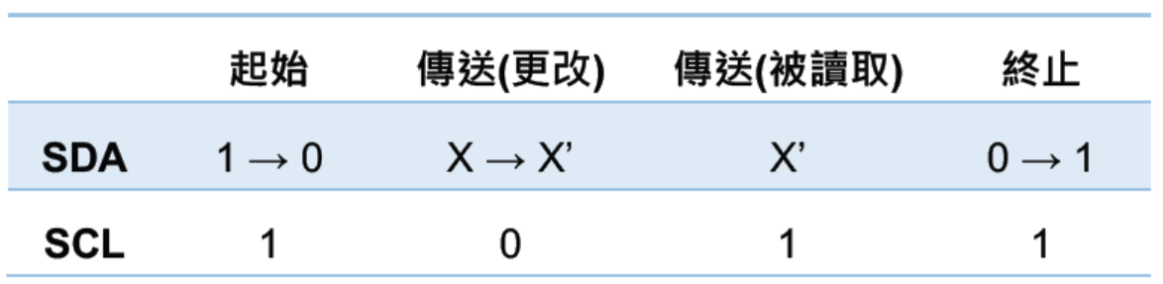 起始 傳送(更改) 傳送(被讀取) 終止
SDA 1 → 0 X → X’ X’ 0 → 1
SCL 1 0 1 1